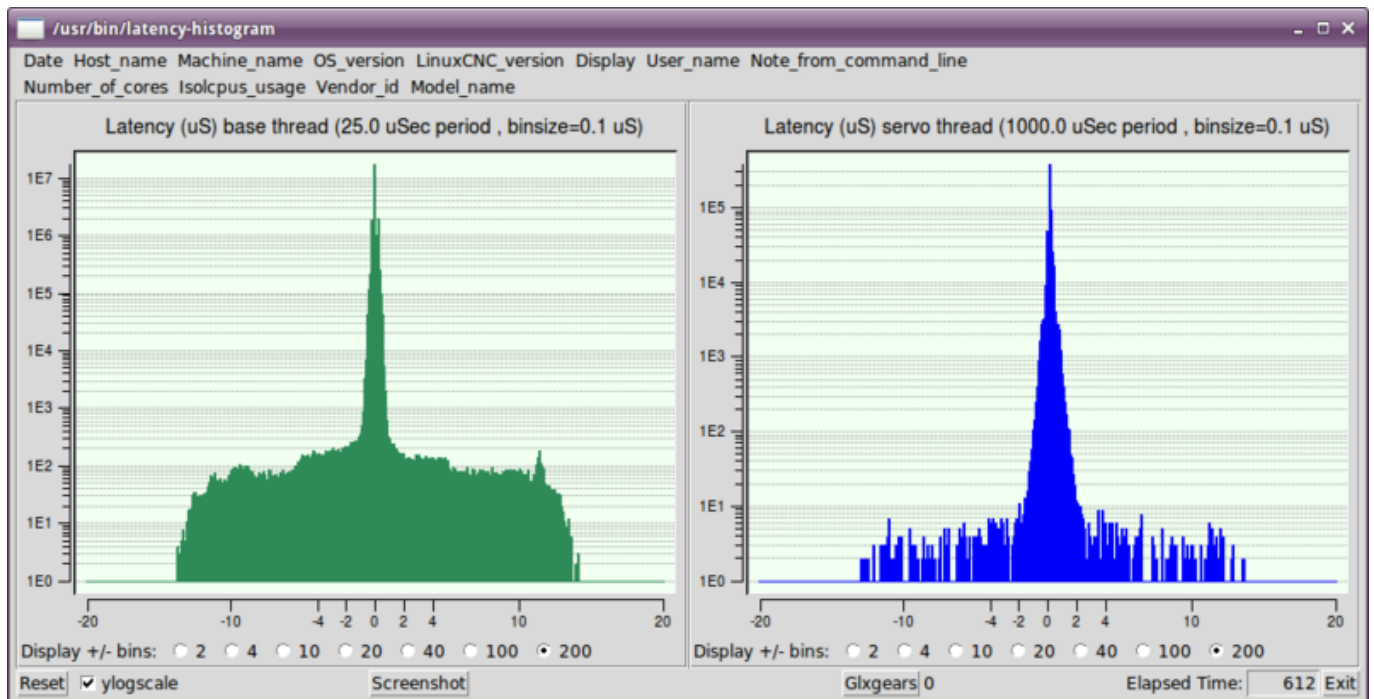 /usr/bin/latency-histogram
Date Host_name Machine_name OS_version LinuxCNC_version Display User_name Note_from_command_line
Number_of_cores Isolcpus_usage Vendor_id Model_name
Latency (uS) base thread (25.0 uSec period , binsize=0.1 uS)
1E7
1E6
1E5
1E4
1E3
1E2
1E1
1E0
-20 -10 -4 -2 0 2 4 10 20
Display +/- bins: 2 4 10 20 40 100 200
Latency (uS) servo thread (1000.0 uSec period , binsize=0.1 uS)
1E5
1E4
1E3
1E2
1E1
1E0
-20 -10 -4 -2 0 2 4 10 20
Display +/- bins: 2 4 10 20 40 100 200
Reset ylogscale Screenshot Glxgears 0 Elapsed Time: 612 Exit